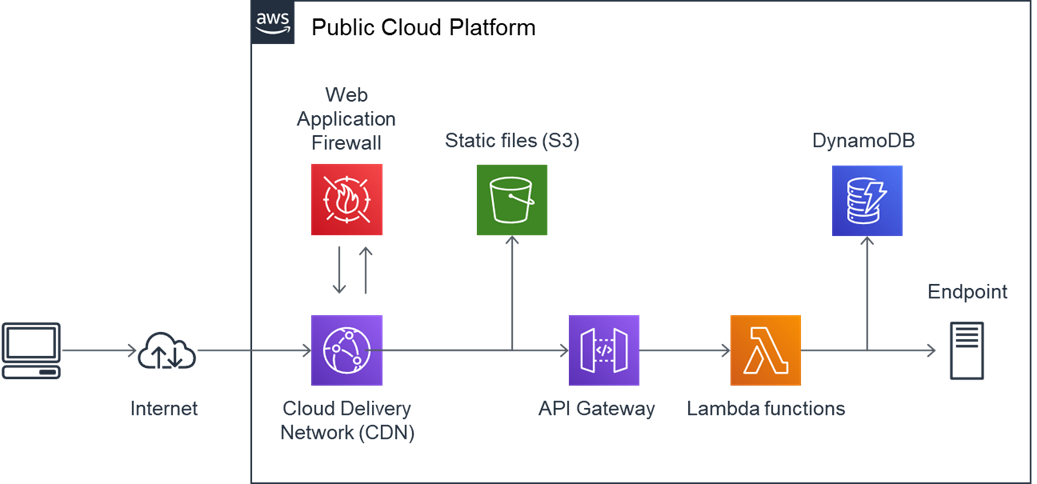 aws
Public Cloud Platform
Web
Application
Firewall
Static files (S3)
DynamoDB
Endpoint
</>
Internet
Cloud Delivery
Network (CDN)
API Gateway
Lambda functions